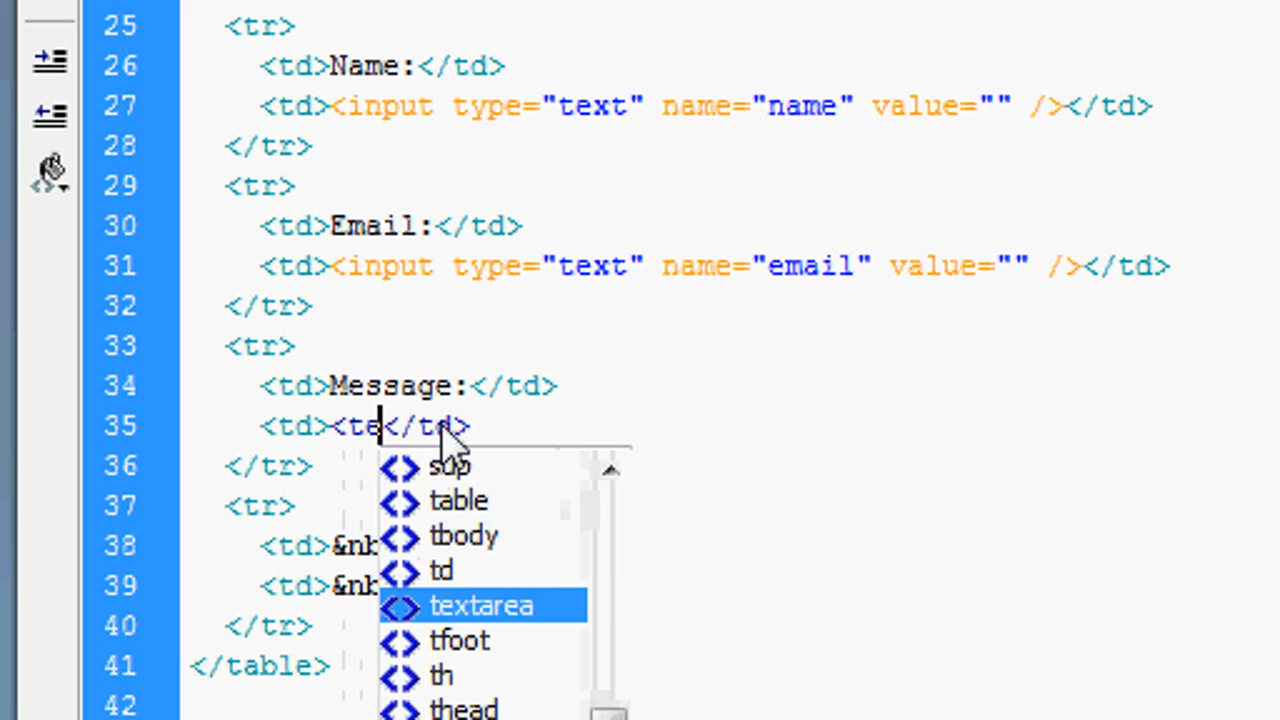 25 <tr>
26 <td>Name:</td>
27 <td><input type="text" name="name" value="" /></td>
28 </tr>
29 <tr>
30 <td>Email:</td>
31 <td><input type="text" name="email" value="" /></td>
32 </tr>
33 <tr>
34 <td>Message:</td>
35 <td><te</td>
36 </tr>
sup
37 <tr>
table
tbody
38 <td>&nb
td
39 <td>&nb
textarea
40 </tr>
tfoot
41 </table>
th
42
thead